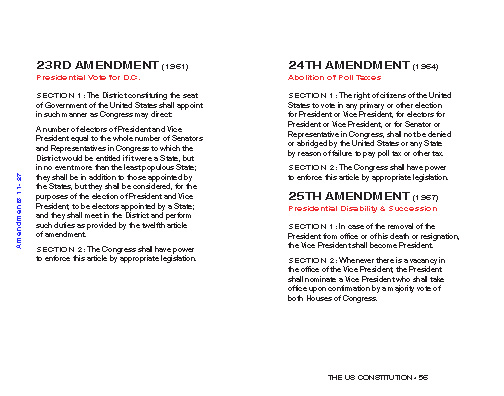 23RD AMENDMENT (1961)
Presidential Vote for D.C.
SECTION 1: The District constituting the seat
of Government of the United States shall appoint
in such manner as Congress may direct:
A number of electors of President and Vice
President equal to the whole number of Senators
and Representatives in Congress to which the
District would be entitled if it were a State, but
in no event more than the least populous State;
they shall be in addition to those appointed by
the States, but they shall be considered, for the
purposes of the election of President and Vice
President, to be electors appointed by a State;
and they shall meet in the District and perform
such duties as provided by the twelfth article
of amendment.
SECTION 2: The Congress shall have power
to enforce this article by appropriate legislation.
Amendments 11-27
24TH AMENDMENT (1964)
Abolition of Poll Taxes
SECTION 1: The right of citizens of the United
States to vote in any primary or other election
for President or Vice President, for electors for
President or Vice President, or for Senator or
Representative in Congress, shall not be denied
or abridged by the United States or any State
by reason of failure to pay poll tax or other tax.
SECTION 2: The Congress shall have power
to enforce this article by appropriate legislation.
25TH AMENDMENT (1967)
Presidential Disability & Succession
SECTION 1: In case of the removal of the
President from office or of his death or resignation,
the Vice President shall become President.
SECTION 2: Whenever there is a vacancy in
the office of the Vice President, the President
shall nominate a Vice President who shall take
office upon confirmation by a majority vote of
both Houses of Congress.
THE US CONSTITUTION • 56